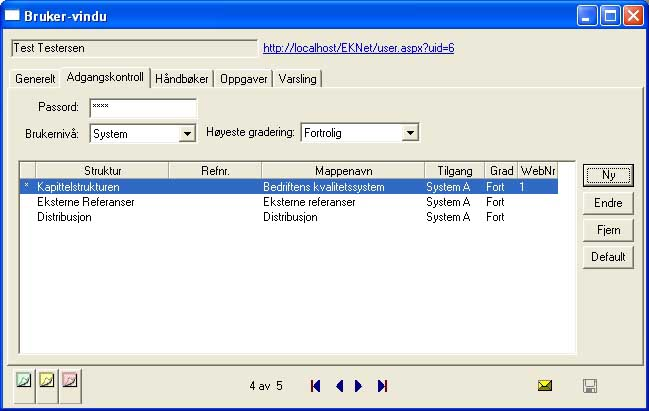 Bruker-vindu
Test Testersen http://localhost/EKNet/user.aspx?uid=6
Generelt Adgangskontroll Håndbøker Oppgaver Varsling
Passord: ****
Brukernivå: System Høyeste gradering: Fortrolig
Struktur Refnr. Mappenavn Tilgang Grad WebNr
* Kapittelstrukturen Bedriftens kvalitetssystem System A Fort 1
Eksterne Referanser Eksterne referanser System A Fort
Distribusjon Distribusjon System A Fort
Ny
Endre
Fjern
Default
4 av 5